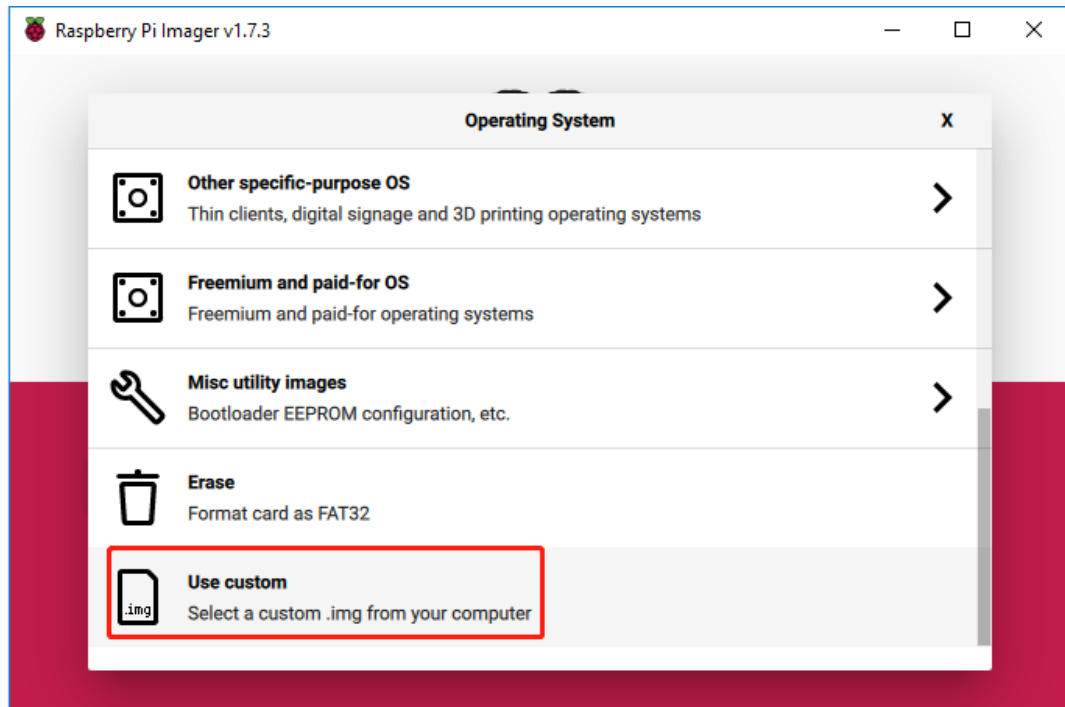 Raspberry Pi Imager v1.7.3
Operating System
X
Other specific-purpose OS
Thin clients, digital signage and 3D printing operating systems
Freemium and paid-for OS
Freemium and paid-for operating systems
Misc utility images
Bootloader EEPROM configuration, etc.
Erase
Format card as FAT32
Use custom
.img
Select a custom .img from your computer